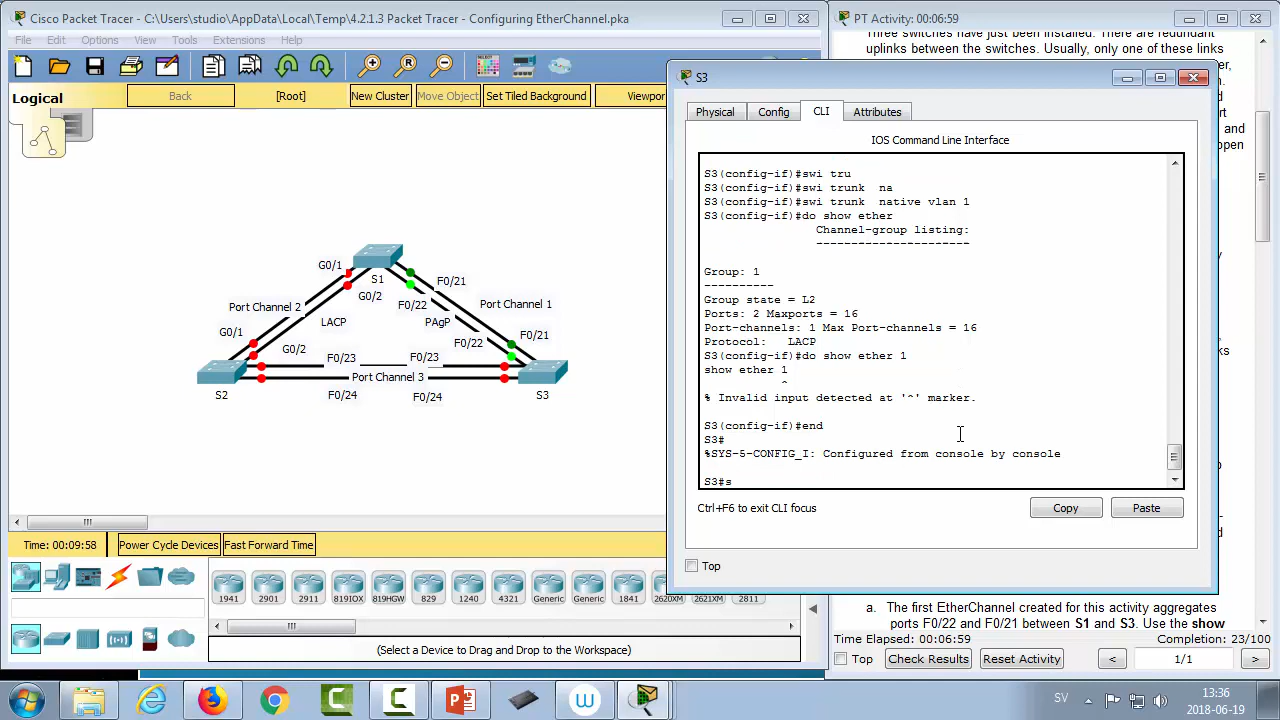 Cisco Packet Tracer - C:\Users\studio\AppData\Local\Temp\4.2.1.3 Packet Tracer - Configuring EtherChannel.pka
File Edit Options View Tools Extensions Help
Logical
Back
[Root]
New Cluster
Move Object
Set Tiled Background
Viewpor
G0/1
S1
F0/21
G0/2
F0/22
Port Channel 2
Port Channel 1
LACP
PAgP
G0/1
F0/21
F0/22
G0/2
F0/23
F0/23
Port Channel 3
S2
F0/24
F0/24
S3
Time: 00:09:58
Power Cycle Devices
Fast Forward Time
1941
2901
2911
819IOX
819HGW
829
1240
4321
Generic
Generic
1841
2620XM
2621XM
2811
(Select a Device to Drag and Drop to the Workspace)
PT Activity: 00:06:59
Three switches have just been installed. There are redundant
uplinks between the switches. Usually, only one of these links
S3
Physical
Config
CLI
Attributes
IOS Command Line Interface
S3(config-if)#swi tru
S3(config-if)#swi trunk  na
S3(config-if)#swi trunk  native vlan 1
S3(config-if)#do show ether
Channel-group listing:
----------------------
Group: 1
----------
Group state = L2
Ports: 2 Maxports = 16
Port-channels: 1 Max Port-channels = 16
Protocol:   LACP
S3(config-if)#do show ether 1
show ether 1
^
% Invalid input detected at '^' marker.
S3(config-if)#end
S3#
%SYS-5-CONFIG_I: Configured from console by console
S3#s
Ctrl+F6 to exit CLI focus
Copy
Paste
Top
and
open
a. The first EtherChannel created for this activity aggregates
ports F0/22 and F0/21 between S1 and S3. Use the show
Time Elapsed: 00:06:59
Completion: 23/100
Top
Check Results
Reset Activity
<
1/1
>
SV
13:36
2018-06-19